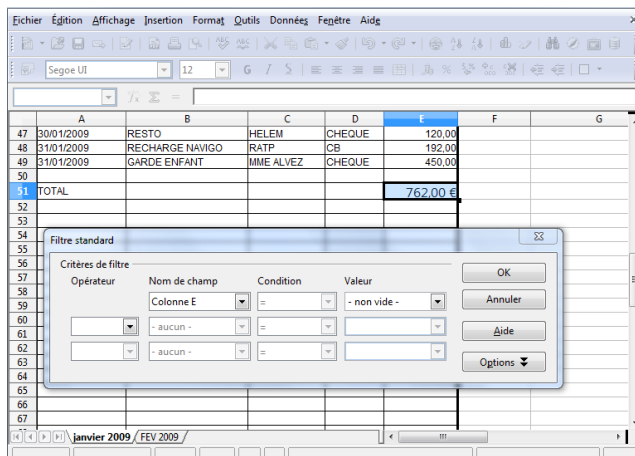 Fichier Édition Affichage Insertion Format Outils Données Fenêtre Aide
Segoe UI 12 G I S
A B C D E F G
47 30/01/2009 RESTO HELEM CHEQUE 120,00
48 31/01/2009 RECHARGE NAVIGO RATP CB 192,00
49 31/01/2009 GARDE ENFANT MME ALVEZ CHEQUE 450,00
50
51 TOTAL 762,00 €
52
53
54
55
56
57
58
59
60
61
62
63
64
65
66
67
Filtre standard
Critères de filtre
Opérateur Nom de champ Condition Valeur
Colonne E = - non vide -
- aucun - =
- aucun - =
OK
Annuler
Aide
Options
janvier 2009 FEV 2009